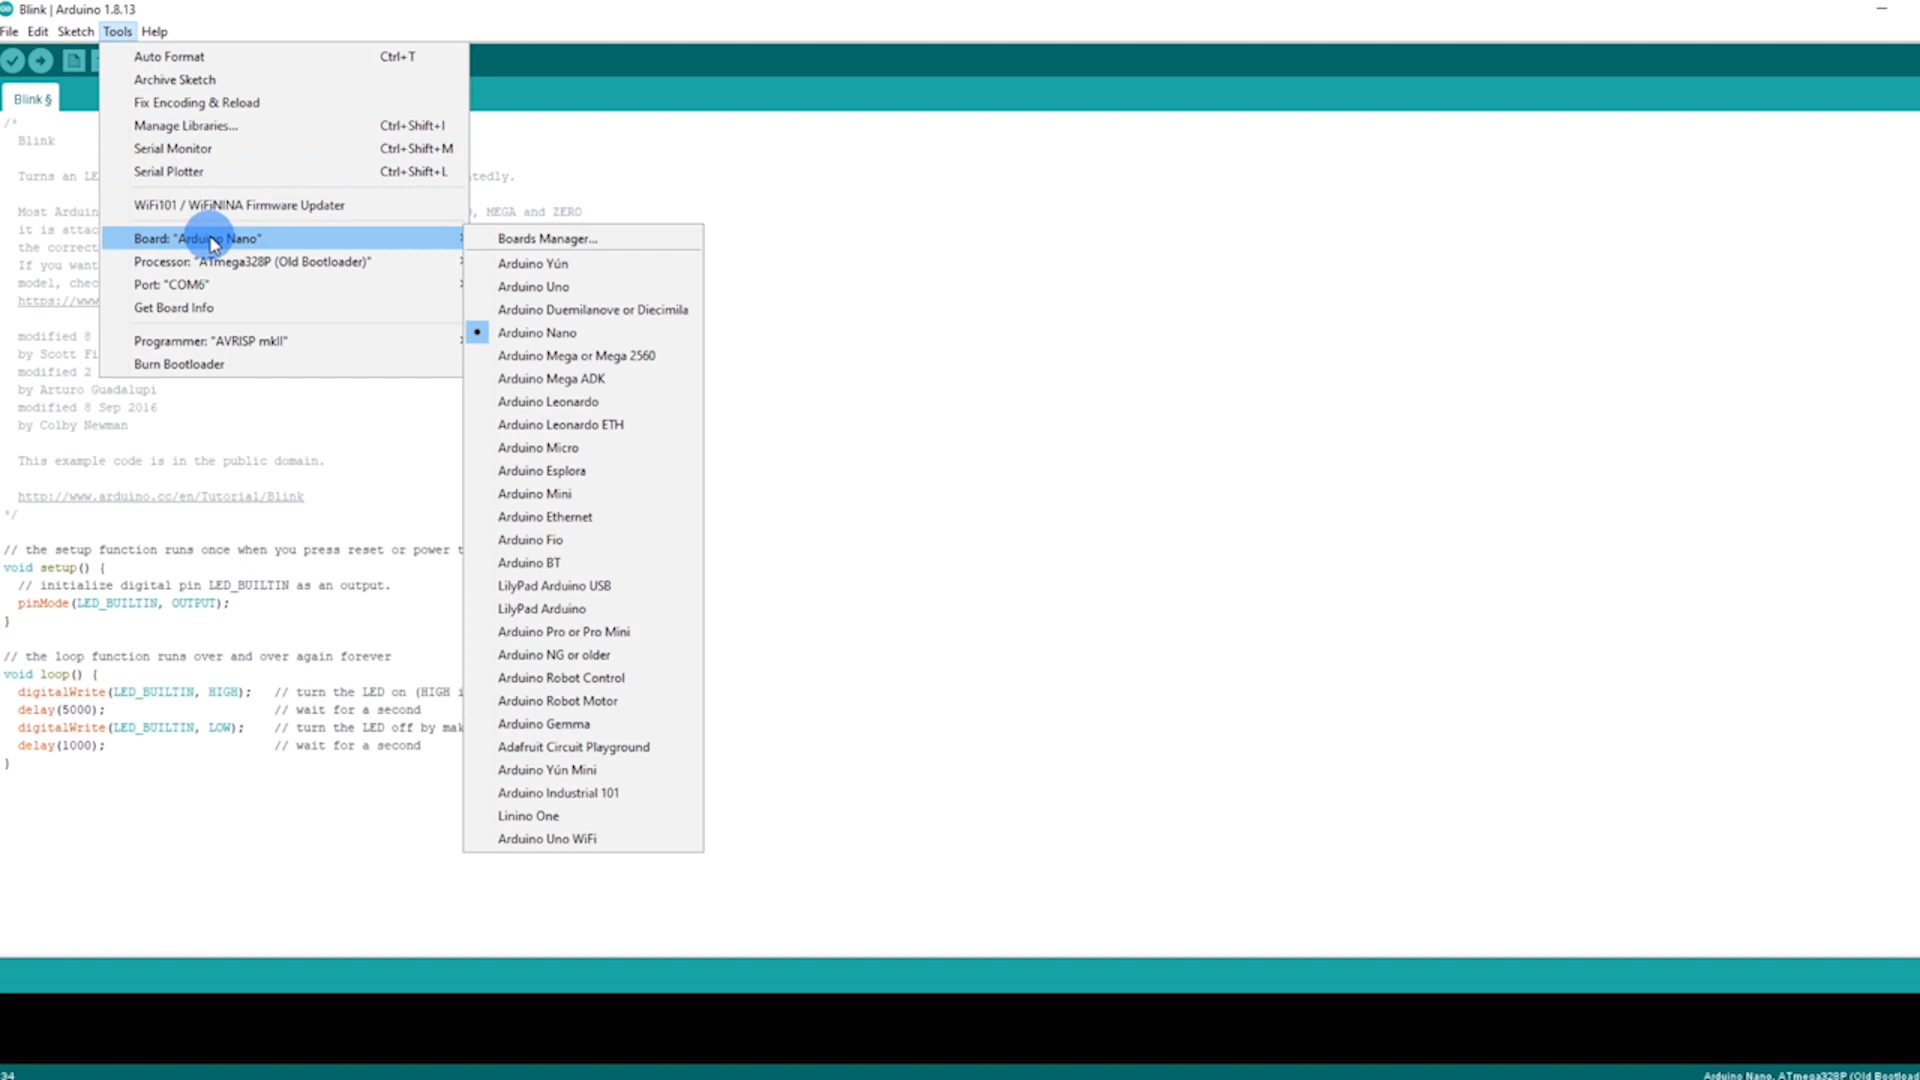 Blink | Arduino 1.8.13
File Edit Sketch Tools Help
Blink §
Auto Format Ctrl+T
Archive Sketch
Fix Encoding & Reload
Manage Libraries... Ctrl+Shift+I
Serial Monitor Ctrl+Shift+M
Serial Plotter Ctrl+Shift+L
WiFi101 / WiFiNINA Firmware Updater
Board: "Arduino Nano"
Processor: "ATmega328P (Old Bootloader)"
Port: "COM6"
Get Board Info
Programmer: "AVRISP mkII"
Burn Bootloader
Boards Manager...
Arduino Yún
Arduino Uno
Arduino Duemilanove or Diecimila
Arduino Nano
Arduino Mega or Mega 2560
Arduino Mega ADK
Arduino Leonardo
Arduino Leonardo ETH
Arduino Micro
Arduino Esplora
Arduino Mini
Arduino Ethernet
Arduino Fio
Arduino BT
LilyPad Arduino USB
LilyPad Arduino
Arduino Pro or Pro Mini
Arduino NG or older
Arduino Robot Control
Arduino Robot Motor
Arduino Gemma
Adafruit Circuit Playground
Arduino Yún Mini
Arduino Industrial 101
Linino One
Arduino Uno WiFi
/*
Blink
Turns an LE tedly.
Most Arduin , MEGA and ZERO
it is attac
the correct
If you want
model, chec
https://www
modified 8
by Scott Fi
modified 2
by Arturo Guadalupi
modified 8 Sep 2016
by Colby Newman
This example code is in the public domain.
http://www.arduino.cc/en/Tutorial/Blink
*/
// the setup function runs once when you press reset or power t
void setup() {
// initialize digital pin LED_BUILTIN as an output.
pinMode(LED_BUILTIN, OUTPUT);
}
// the loop function runs over and over again forever
void loop() {
digitalWrite(LED_BUILTIN, HIGH); // turn the LED on (HIGH i
delay(5000); // wait for a second
digitalWrite(LED_BUILTIN, LOW); // turn the LED off by mak
delay(1000); // wait for a second
}
34
Arduino Nano, ATmega328P (Old Bootload